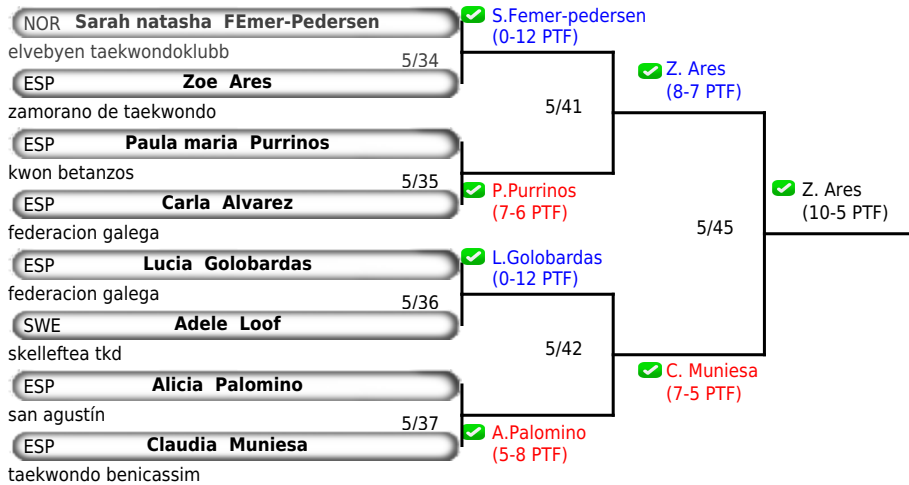 NOR Sarah natasha FEmer-Pedersen
elvebyen taekwondoklubb
5/34
ESP Zoe Ares
zamorano de taekwondo
ESP Paula maria Purrinos
kwon betanzos
5/35
ESP Carla Alvarez
federacion galega
ESP Lucia Golobardas
federacion galega
5/36
SWE Adele Loof
skelleftea tkd
ESP Alicia Palomino
san agustín
5/37
ESP Claudia Muniesa
taekwondo benicassim
S.Femer-pedersen
(0-12 PTF)
5/41
P.Purrinos
(7-6 PTF)
L.Golobardas
(0-12 PTF)
5/42
A.Palomino
(5-8 PTF)
Z. Ares
(8-7 PTF)
5/45
C. Muniesa
(7-5 PTF)
Z. Ares
(10-5 PTF)